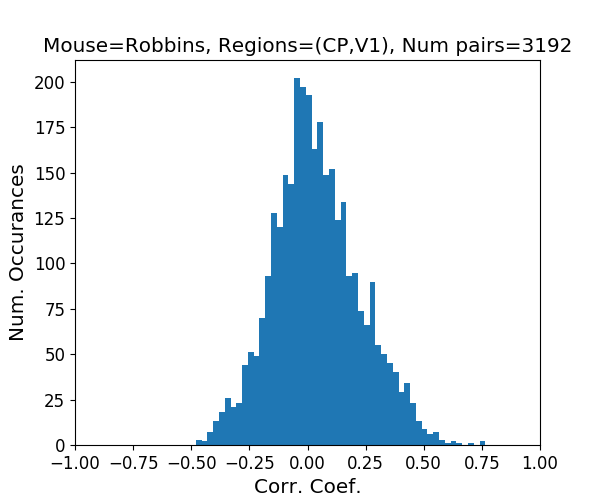 Mouse=Robbins, Regions=(CP,V1), Num pairs=3192
200
175
150
125
100
75
50
25
0
Num. Occurances
−1.00 −0.75 −0.50 −0.25 0.00 0.25 0.50 0.75 1.00
Corr. Coef.